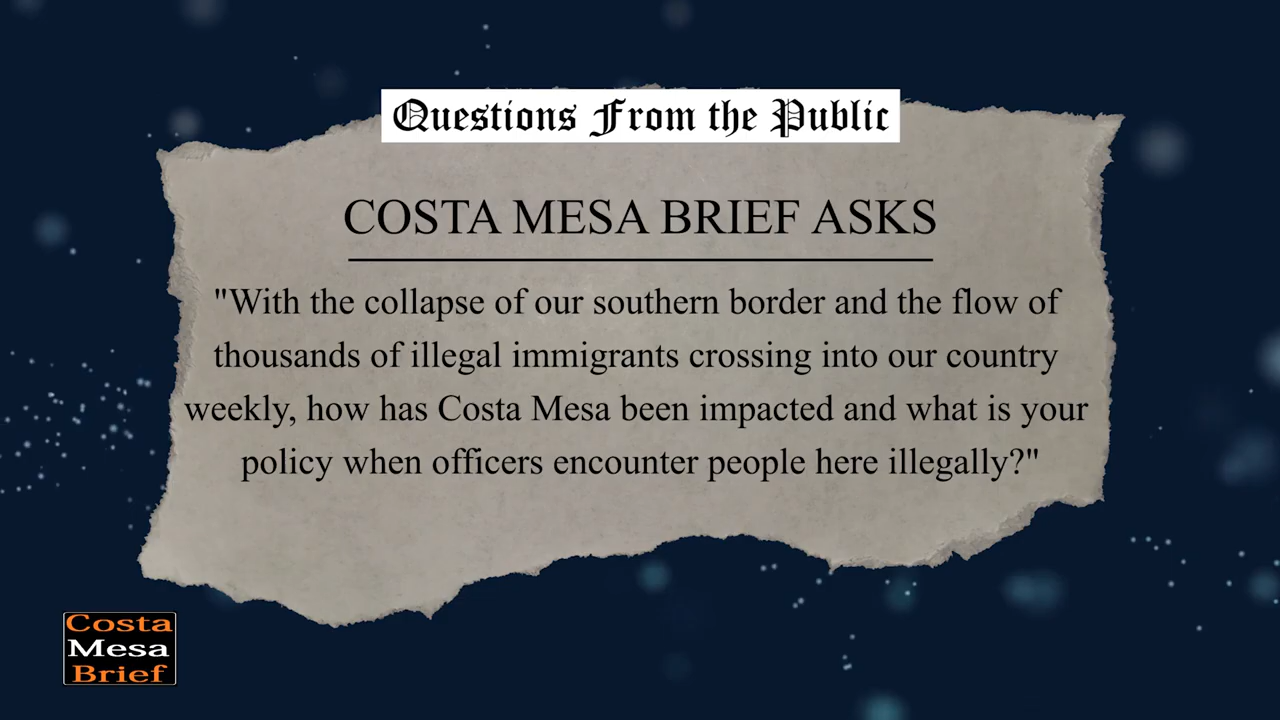 Questions From the Public
COSTA MESA BRIEF ASKS
"With the collapse of our southern border and the flow of
thousands of illegal immigrants crossing into our country
weekly, how has Costa Mesa been impacted and what is your
policy when officers encounter people here illegally?"
Costa
Mesa
Brief